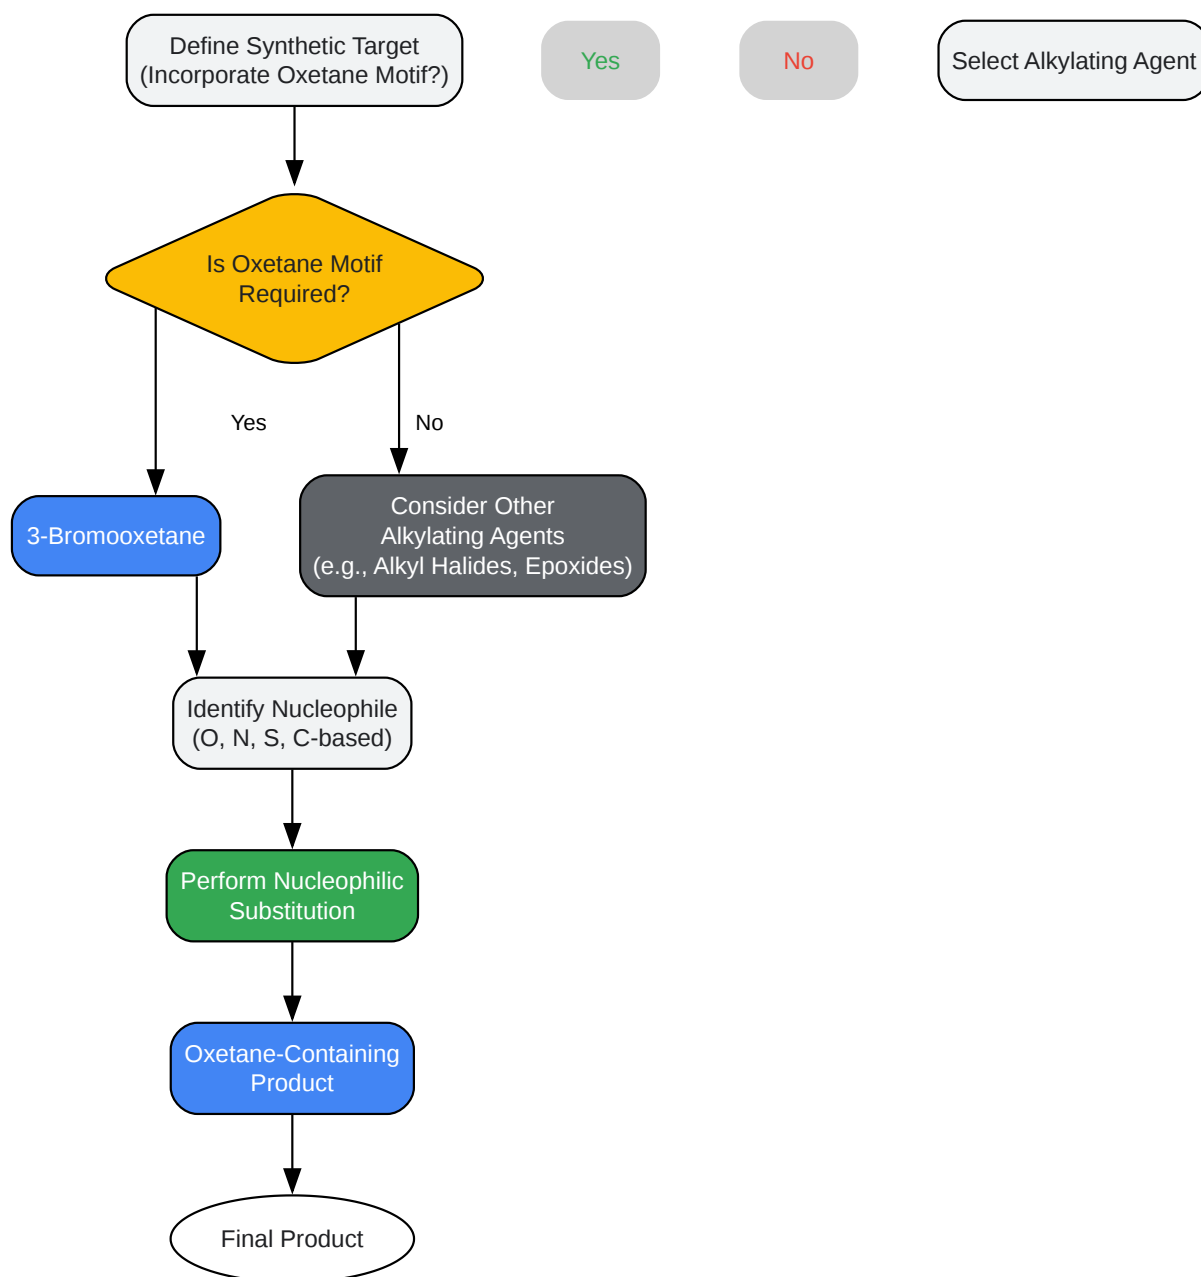 Define Synthetic Target
(Incorporate Oxetane Motif?)
Yes
No
Select Alkylating Agent
Is Oxetane Motif
Required?
Yes
No
3-Bromooxetane
Consider Other
Alkylating Agents
(e.g., Alkyl Halides, Epoxides)
Identify Nucleophile
(O, N, S, C-based)
Perform Nucleophilic
Substitution
Oxetane-Containing
Product
Final Product